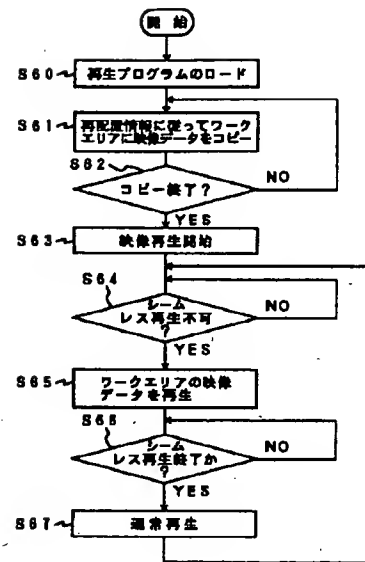 開始
S60
再生プログラムのロード
S61
再配置情報に従ってワーク
エリアに映像データをコピー
S62
コピー終了?
NO
YES
S63
映像再生開始
S64
シーム
レス再生不可
?
NO
YES
S65
ワークエリアの映像
データを再生
S66
シーム
レス再生終了か
?
NO
YES
S67
通常再生